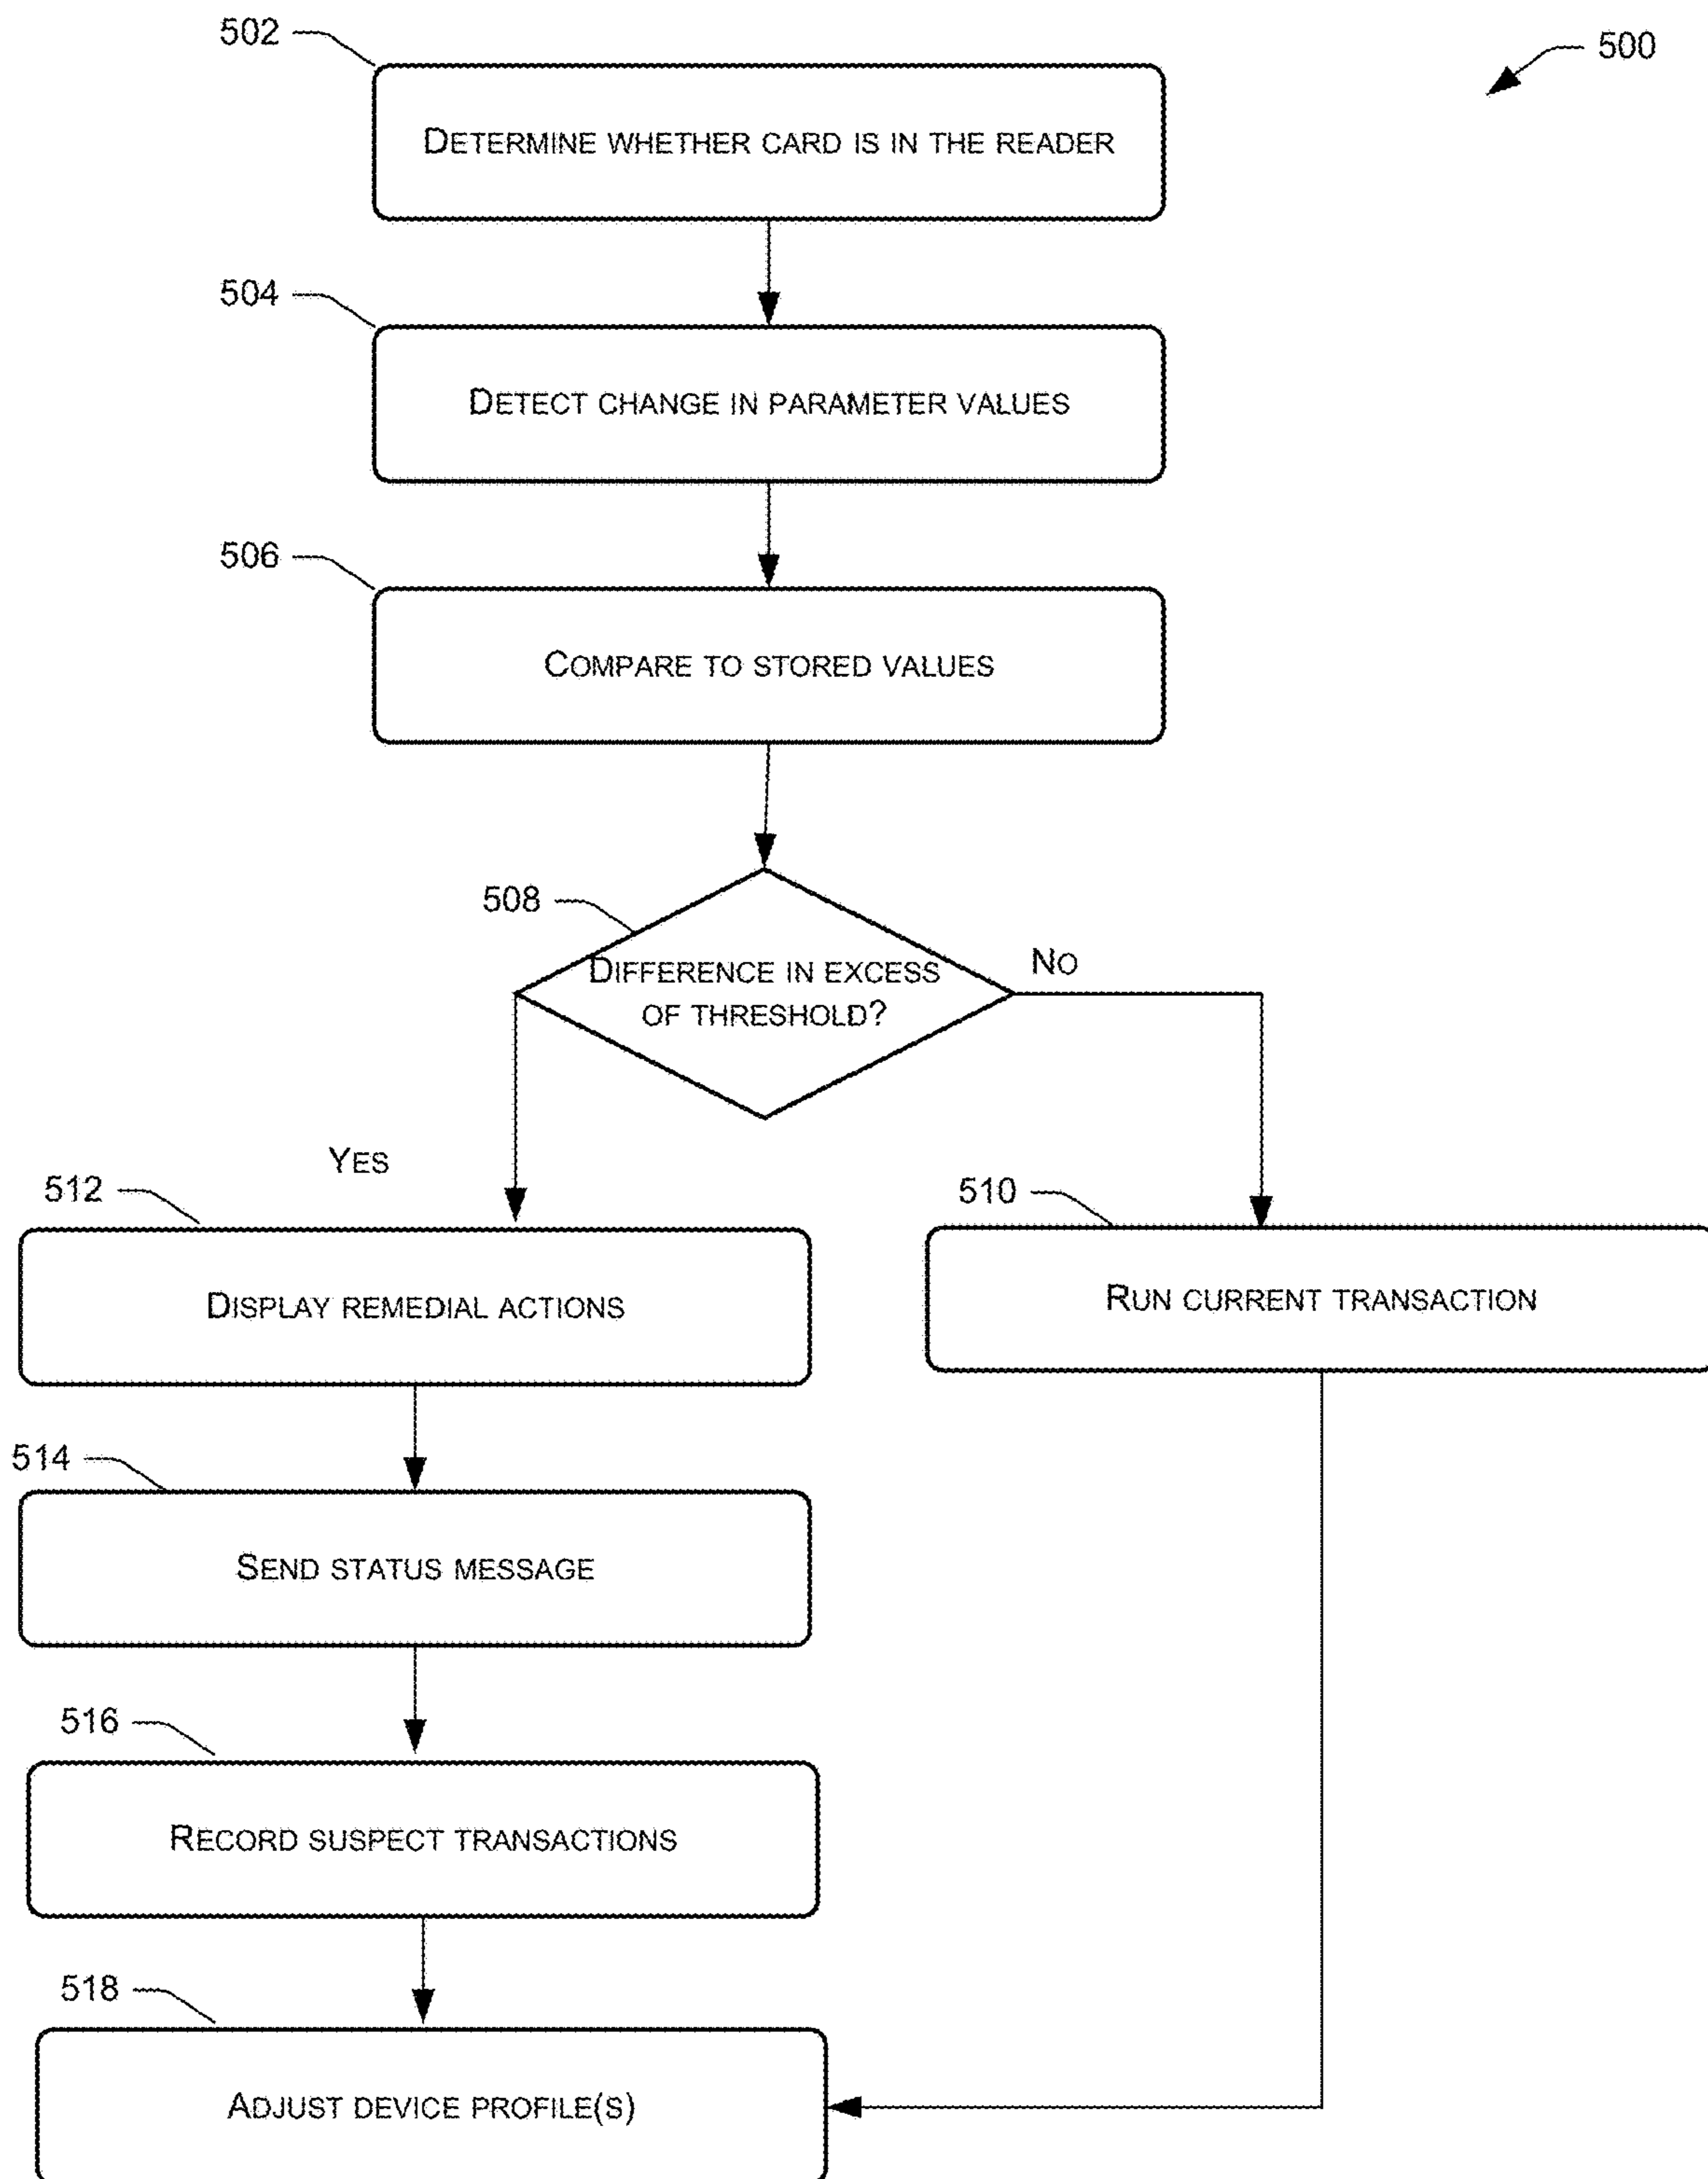 502
500
DETERMINE WHETHER CARD IS IN THE READER
504
DETECT CHANGE IN PARAMETER VALUES
506
COMPARE TO STORED VALUES
508
DIFFERENCE IN EXCESS
OF THRESHOLD?
NO
YES
512
510
DISPLAY REMEDIAL ACTIONS
RUN CURRENT TRANSACTION
514
SEND STATUS MESSAGE
516
RECORD SUSPECT TRANSACTIONS
518
ADJUST DEVICE PROFILE(S)